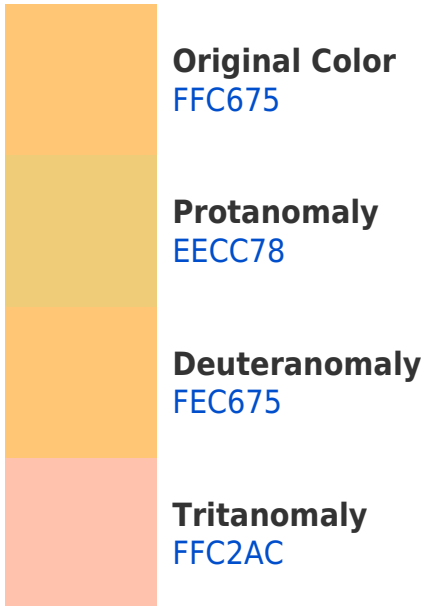 Original Color
FFC675
Protanomaly
EECC78
Deuteranomaly
FEC675
Tritanomaly
FFC2AC